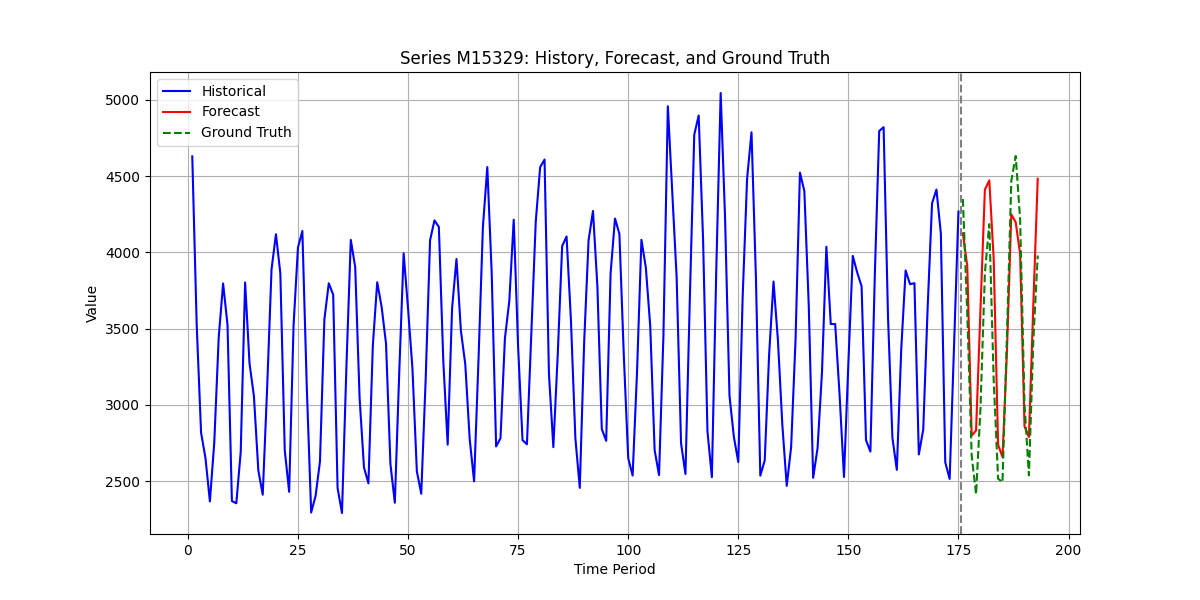 Series M15329: History, Forecast, and Ground Truth
Historical
Forecast
Ground Truth
5000
4500
4000
3500
3000
2500
Value
0 25 50 75 100 125 150 175 200
Time Period